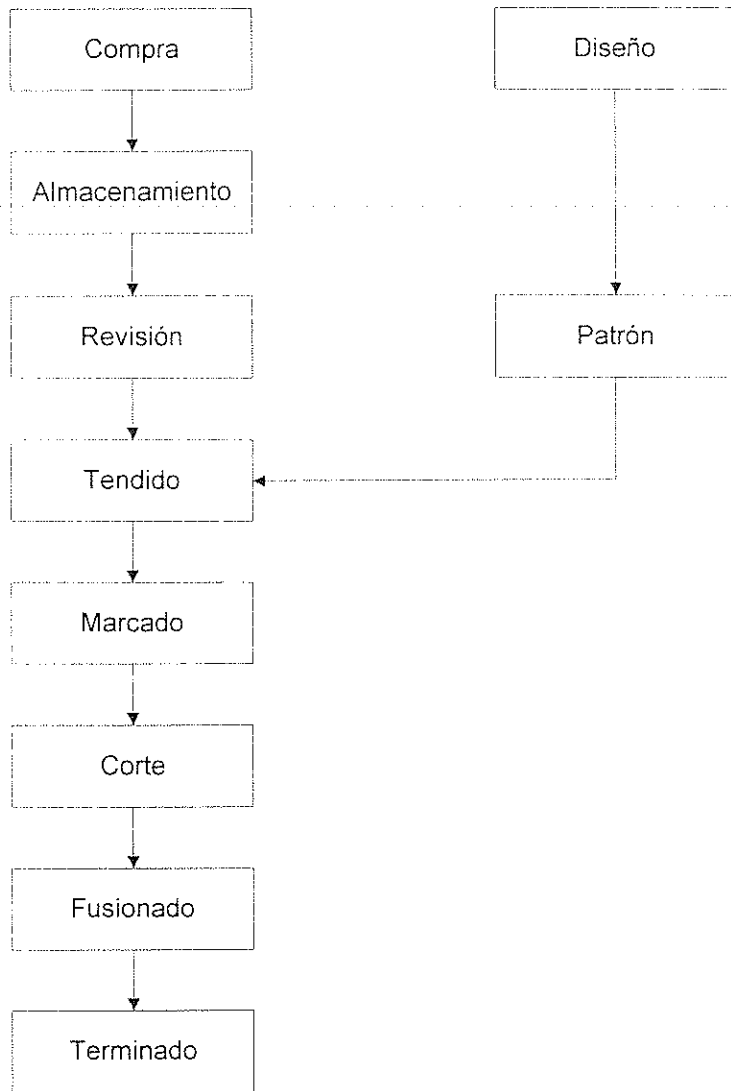 Compra
Diseño
Almacenamiento
Revisión
Patrón
Tendido
Marcado
Corte
Fusionado
Terminado